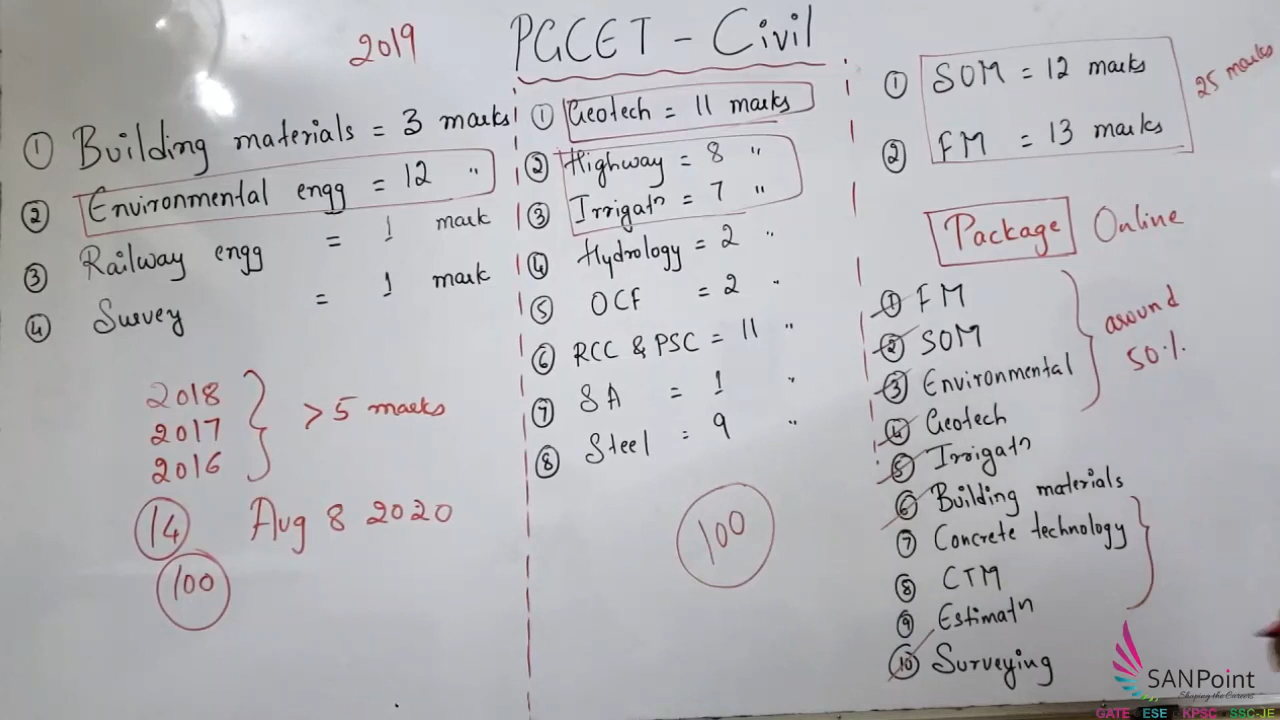 2019
PGCET - Civil
① Building materials = 3 marks
② Environmental engg = 12 "
③ Railway engg = 1 mark
④ Survey = 1 mark
2018
2017
2016
> 5 marks
14
Aug 8 2020
100
① Geotech = 11 marks
② Highway = 8 "
③ Irrigatn = 7 "
④ Hydrology = 2 "
⑤ OCF = 2 "
⑥ RCC & PSC = 11 "
⑦ SA = 1 "
⑧ Steel = 9 "
100
① SOM = 12 marks
② FM = 13 marks
25 marks
Package Online
① FM
② SOM
③ Environmental
④ Geotech
around
50%
⑤ Irrigatn
⑥ Building materials
⑦ Concrete technology
⑧ CTM
⑨ Estimatn
⑩ Surveying
SANPoint
Shaping the Careers
GATE ESE KPSC SSC.JE